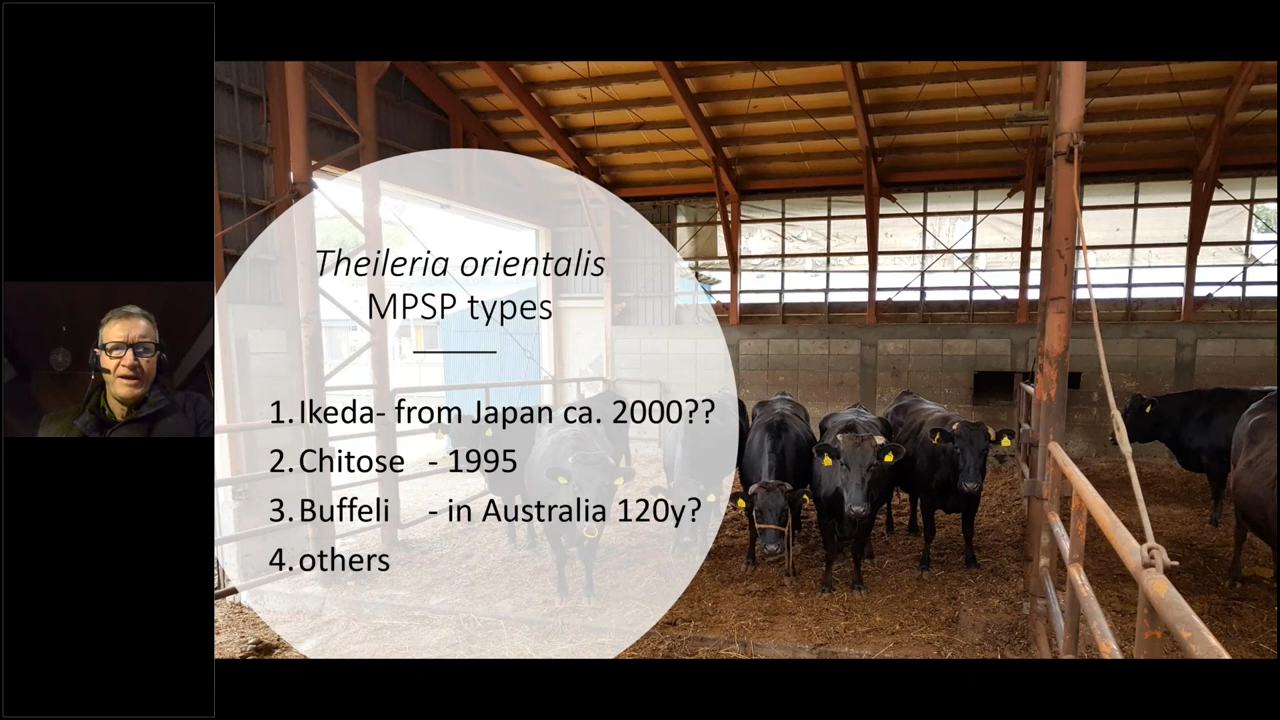 Theileria orientalis
MPSP types
1. Ikeda- from Japan ca. 2000??
2. Chitose - 1995
3. Buffeli - in Australia 120y?
4. others